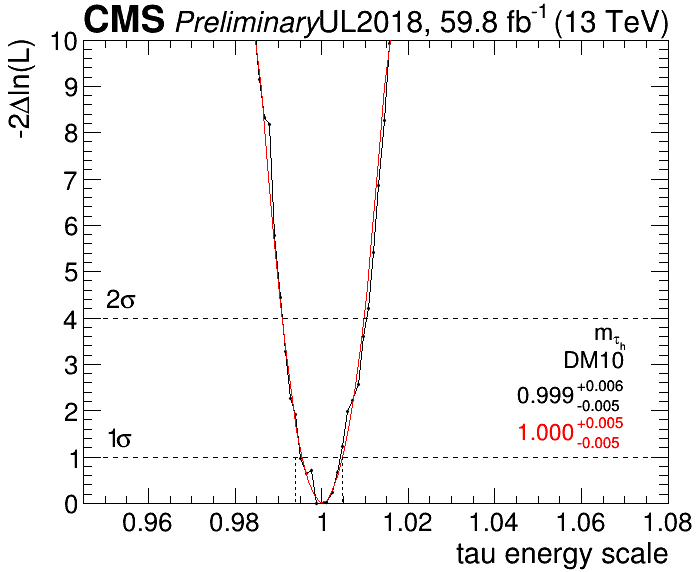 CMS PreliminaryUL2018, 59.8 fb⁻¹ (13 TeV)
-2Δln(L)
10
9
8
7
6
5
2σ
4
m_τh
3
DM10
0.999 +0.006 -0.005
2
1.000 +0.005 -0.005
1σ
1
0
0.96 0.98 1 1.02 1.04 1.06 1.08
tau energy scale